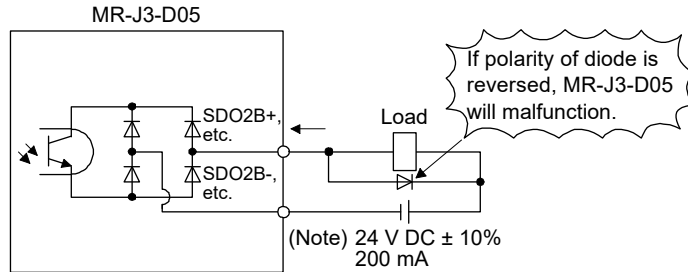 MR-J3-D05
If polarity of diode is
reversed, MR-J3-D05
will malfunction.
Load
SDO2B+,
etc.
SDO2B-,
etc.
(Note) 24 V DC ± 10%
200 mA